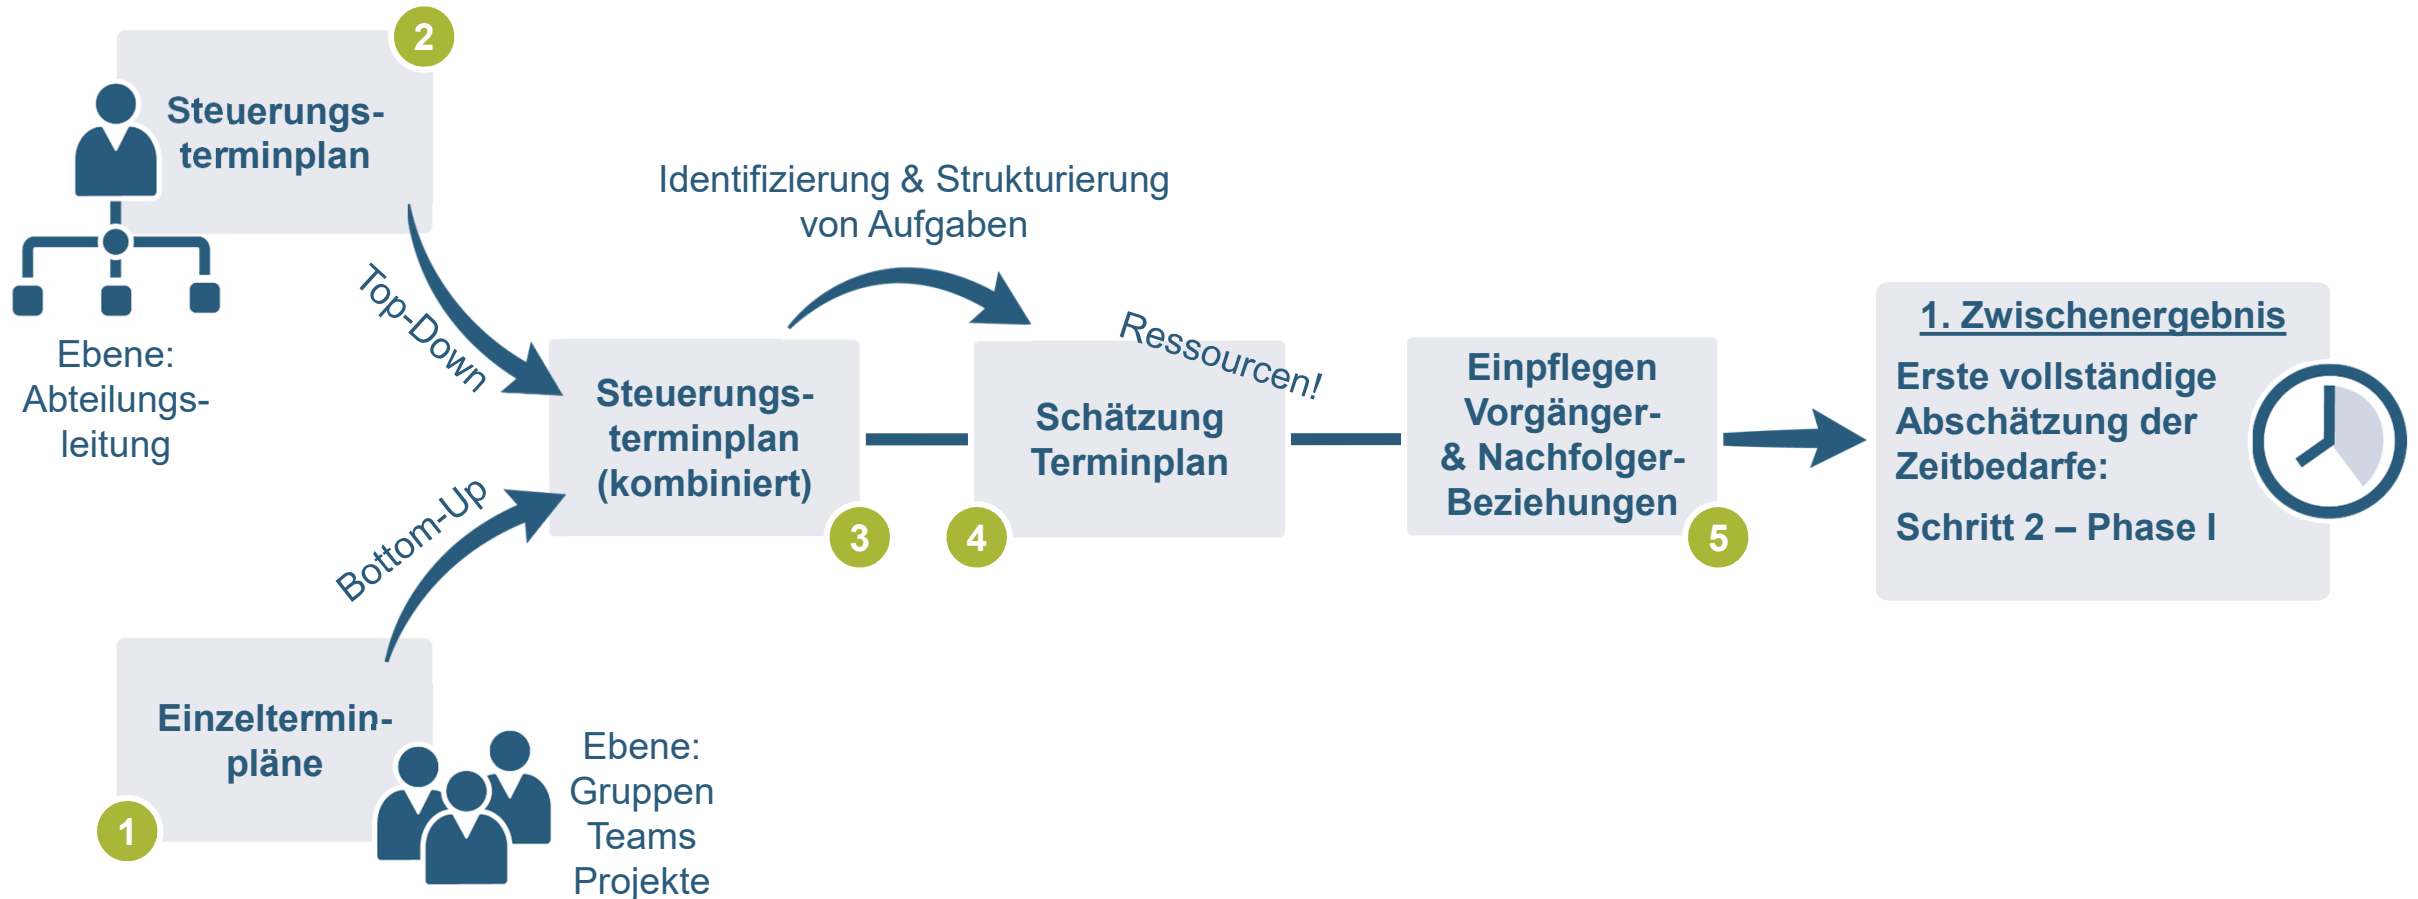 2
Steuerungs-
terminplan
Ebene:
Abteilungs-
leitung
Top-Down
Bottom-Up
Einzeltermin-
pläne
1
Ebene:
Gruppen
Teams
Projekte
Steuerungs-
terminplan
(kombiniert)
3
Identifizierung & Strukturierung
von Aufgaben
Schätzung
Terminplan
4
Ressourcen!
Einpflegen
Vorgänger-
& Nachfolger-
Beziehungen
5
1. Zwischenergebnis
Erste vollständige
Abschätzung der
Zeitbedarfe:
Schritt 2 – Phase I